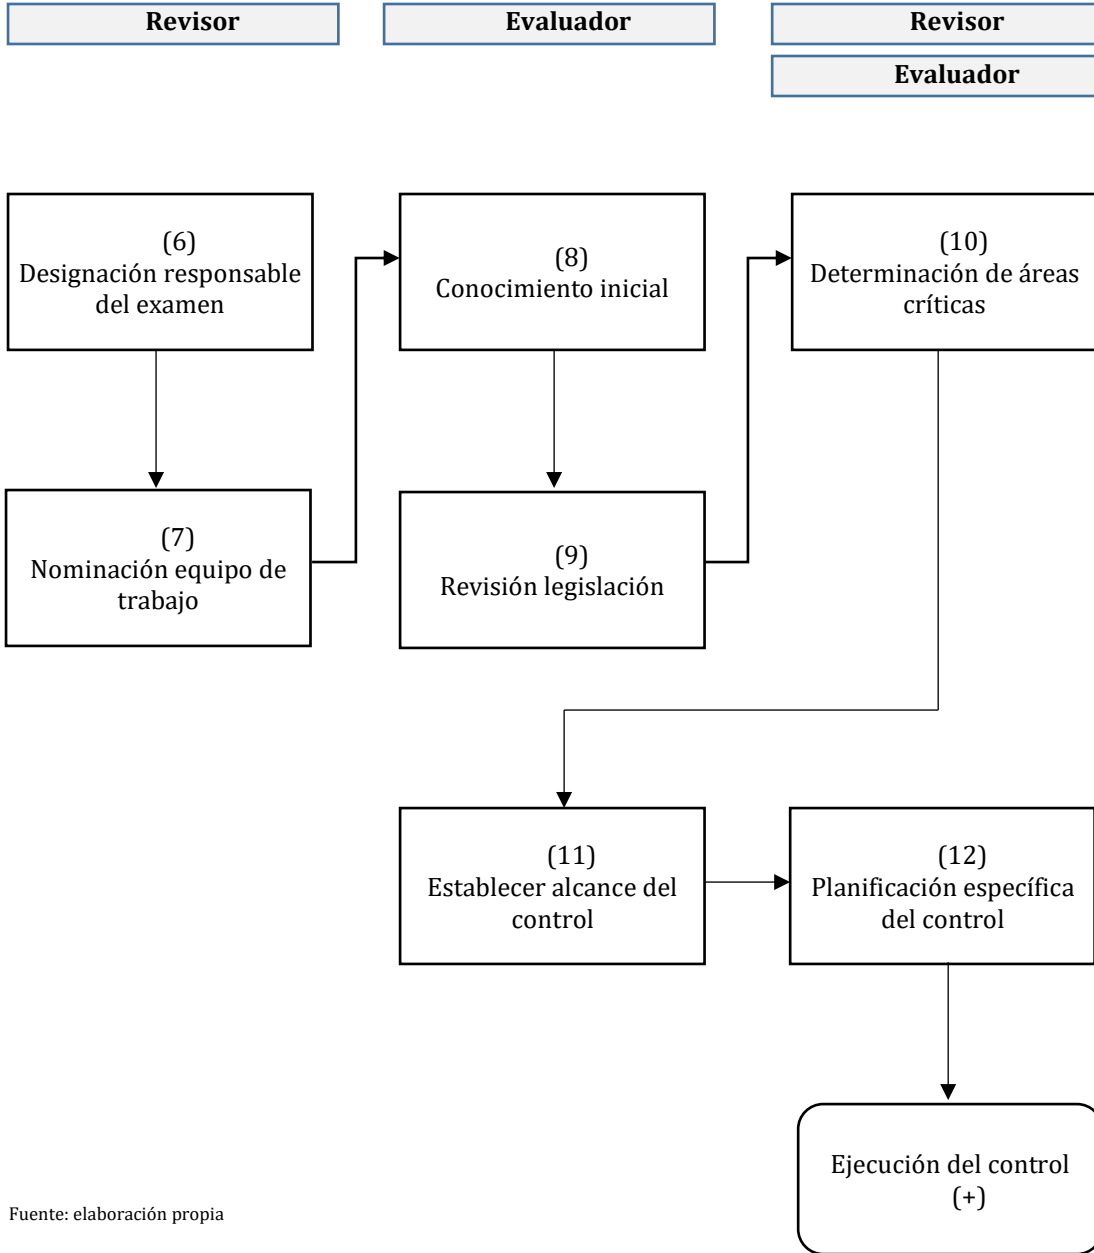 Revisor
Evaluador
Revisor
Evaluador
(6)
Designación responsable
del examen
(8)
Conocimiento inicial
(10)
Determinación de áreas
críticas
(7)
Nominación equipo de
trabajo
(9)
Revisión legislación
(11)
Establecer alcance del
control
(12)
Planificación específica
del control
Ejecución del control
(+)
Fuente: elaboración propia